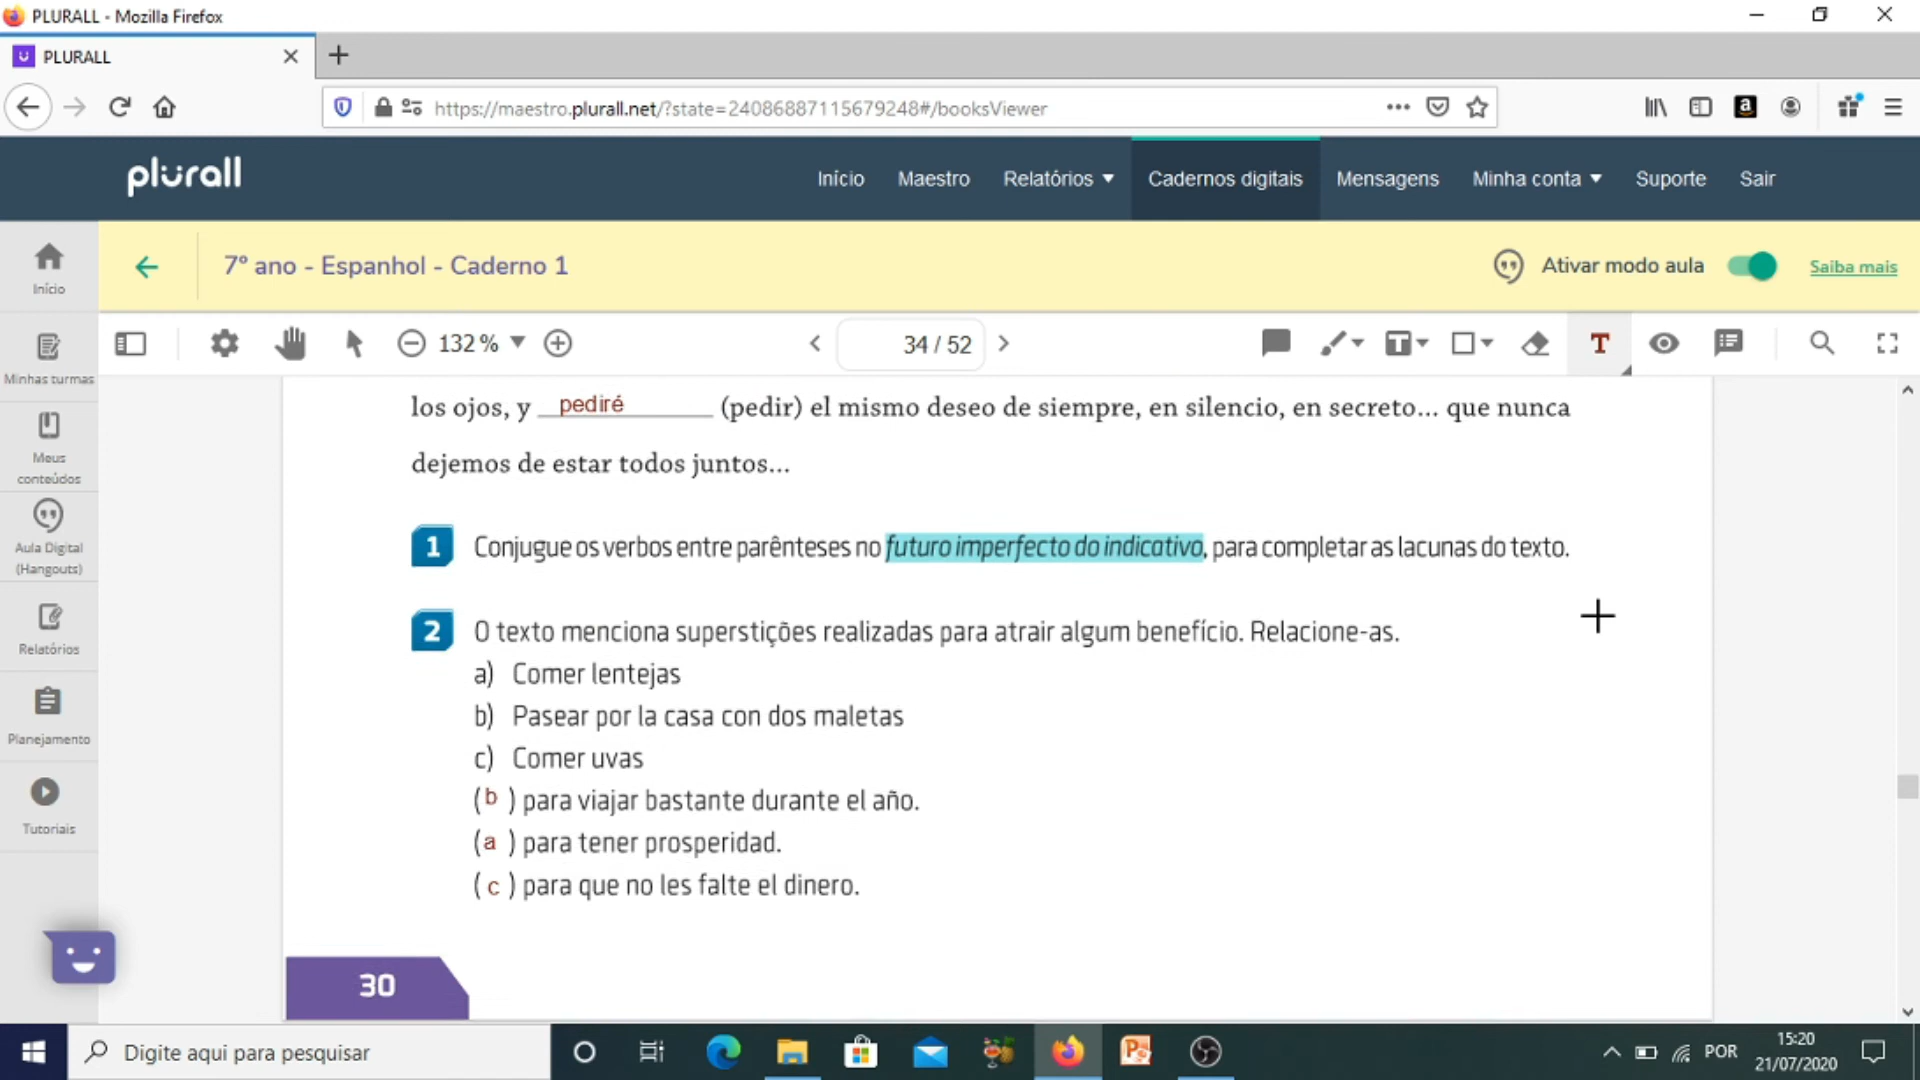 PLURALL - Mozilla Firefox
PLURALL
https://maestro.plurall.net/?state=24086887115679248#/booksViewer
plurall
Início Maestro Relatórios Cadernos digitais Mensagens Minha conta Suporte Sair
Início
7º ano - Espanhol - Caderno 1
Ativar modo aula
Saiba mais
132 %
34 / 52
Minhas turmas
Meus conteúdos
Aula Digital (Hangouts)
Relatórios
Planejamento
Tutoriais
los ojos, y pediré (pedir) el mismo deseo de siempre, en silencio, en secreto... que nunca
dejemos de estar todos juntos...
1 Conjugue os verbos entre parênteses no futuro imperfecto do indicativo, para completar as lacunas do texto.
2 O texto menciona superstições realizadas para atrair algum benefício. Relacione-as.
a) Comer lentejas
b) Pasear por la casa con dos maletas
c) Comer uvas
(b ) para viajar bastante durante el año.
(a ) para tener prosperidad.
( c ) para que no les falte el dinero.
30
Digite aqui para pesquisar
POR
15:20
21/07/2020